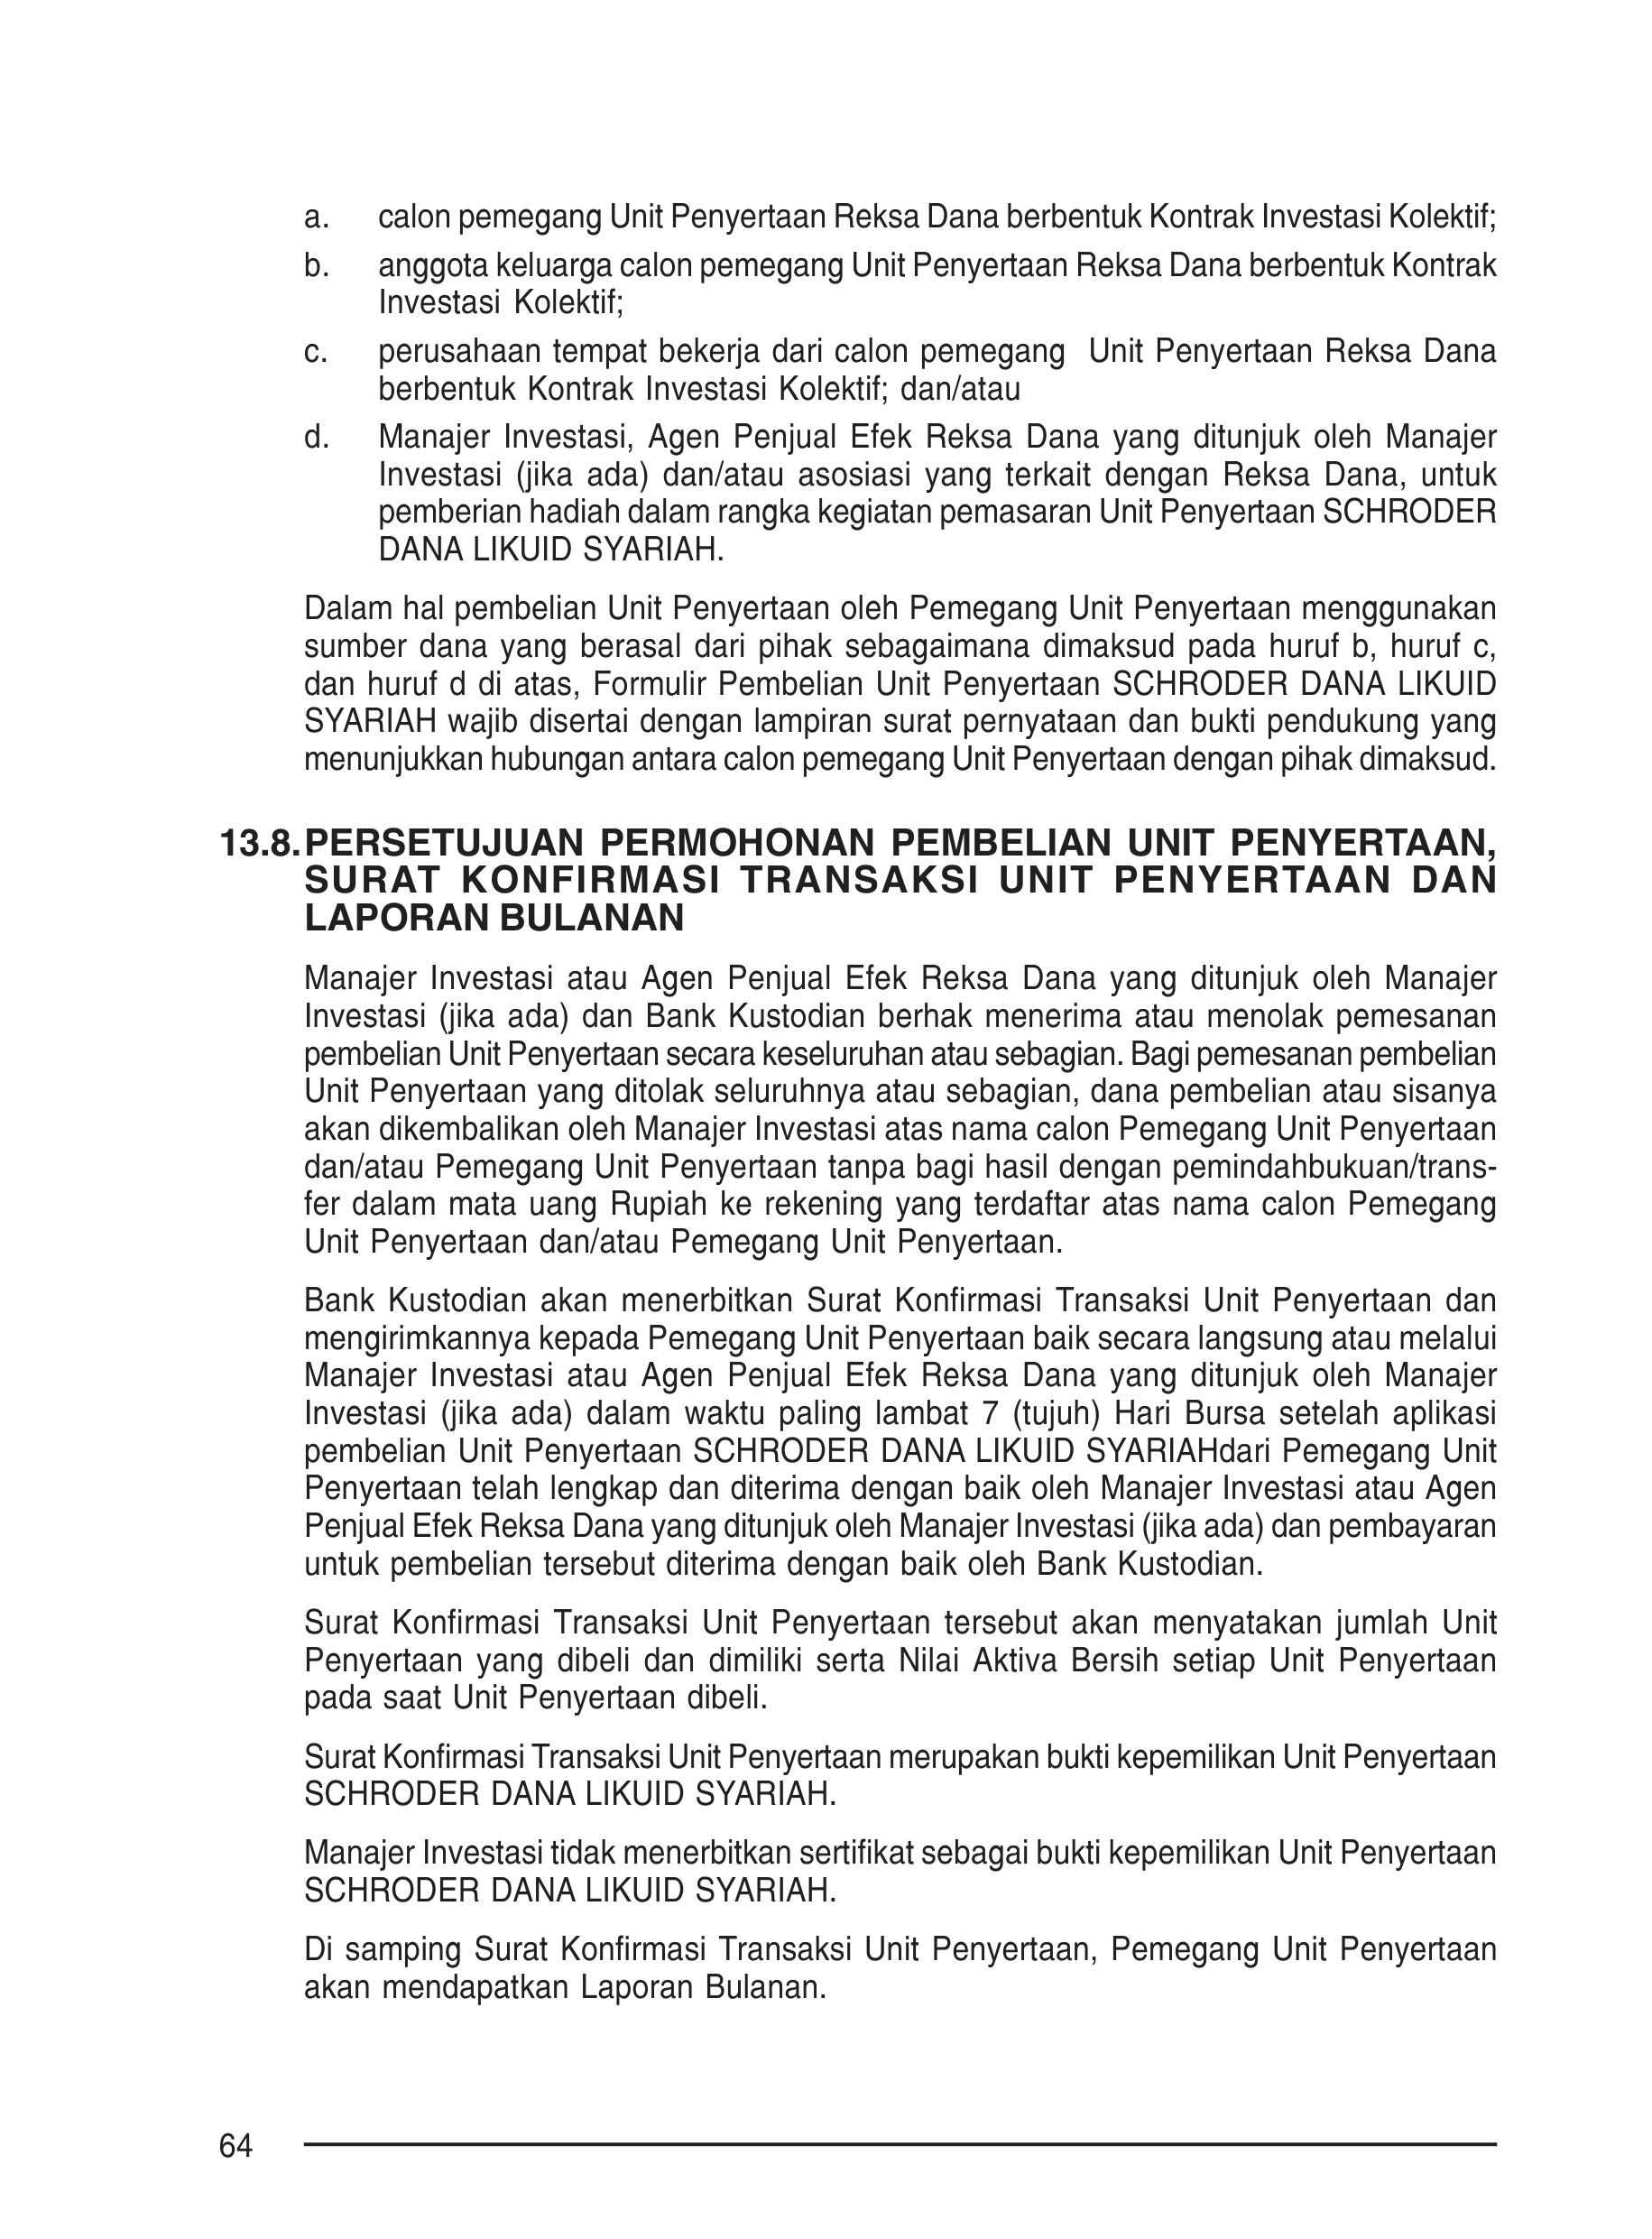 a. calon pemegang Unit Penyertaan Reksa Dana berbentuk Kontrak Investasi Kolektif;
b. anggota keluarga calon pemegang Unit Penyertaan Reksa Dana berbentuk Kontrak
Investasi Kolektif;
c. perusahaan tempat bekerja dari calon pemegang Unit Penyertaan Reksa Dana
berbentuk Kontrak Investasi Kolektif; dan/atau
d. Manajer Investasi, Agen Penjual Efek Reksa Dana yang ditunjuk oleh Manajer
Investasi (jika ada) dan/atau asosiasi yang terkait dengan Reksa Dana, untuk
pemberian hadiah dalam rangka kegiatan pemasaran Unit Penyertaan SCHRODER
DANA LIKUID SYARIAH.
Dalam hal pembelian Unit Penyertaan oleh Pemegang Unit Penyertaan menggunakan
sumber dana yang berasal dari pihak sebagaimana dimaksud pada huruf b, huruf c,
dan huruf d di atas, Formulir Pembelian Unit Penyertaan SCHRODER DANA LIKUID
SYARIAH wajib disertai dengan lampiran surat pernyataan dan bukti pendukung yang
menunjukkan hubungan antara calon pemegang Unit Penyertaan dengan pihak dimaksud.
13.8. PERSETUJUAN PERMOHONAN PEMBELIAN UNIT PENYERTAAN,
SURAT KONFIRMASI TRANSAKSI UNIT PENYERTAAN DAN
LAPORAN BULANAN
Manajer Investasi atau Agen Penjual Efek Reksa Dana yang ditunjuk oleh Manajer
Investasi (jika ada) dan Bank Kustodian berhak menerima atau menolak pemesanan
pembelian Unit Penyertaan secara keseluruhan atau sebagian. Bagi pemesanan pembelian
Unit Penyertaan yang ditolak seluruhnya atau sebagian, dana pembelian atau sisanya
akan dikembalikan oleh Manajer Investasi atas nama calon Pemegang Unit Penyertaan
dan/atau Pemegang Unit Penyertaan tanpa bagi hasil dengan pemindahbukuan/trans-
fer dalam mata uang Rupiah ke rekening yang terdaftar atas nama calon Pemegang
Unit Penyertaan dan/atau Pemegang Unit Penyertaan.
Bank Kustodian akan menerbitkan Surat Konfirmasi Transaksi Unit Penyertaan dan
mengirimkannya kepada Pemegang Unit Penyertaan baik secara langsung atau melalui
Manajer Investasi atau Agen Penjual Efek Reksa Dana yang ditunjuk oleh Manajer
Investasi (jika ada) dalam waktu paling lambat 7 (tujuh) Hari Bursa setelah aplikasi
pembelian Unit Penyertaan SCHRODER DANA LIKUID SYARIAHdari Pemegang Unit
Penyertaan telah lengkap dan diterima dengan baik oleh Manajer Investasi atau Agen
Penjual Efek Reksa Dana yang ditunjuk oleh Manajer Investasi (jika ada) dan pembayaran
untuk pembelian tersebut diterima dengan baik oleh Bank Kustodian.
Surat Konfirmasi Transaksi Unit Penyertaan tersebut akan menyatakan jumlah Unit
Penyertaan yang dibeli dan dimiliki serta Nilai Aktiva Bersih setiap Unit Penyertaan
pada saat Unit Penyertaan dibeli.
Surat Konfirmasi Transaksi Unit Penyertaan merupakan bukti kepemilikan Unit Penyertaan
SCHRODER DANA LIKUID SYARIAH.
Manajer Investasi tidak menerbitkan sertifikat sebagai bukti kepemilikan Unit Penyertaan
SCHRODER DANA LIKUID SYARIAH.
Di samping Surat Konfirmasi Transaksi Unit Penyertaan, Pemegang Unit Penyertaan
akan mendapatkan Laporan Bulanan.
64